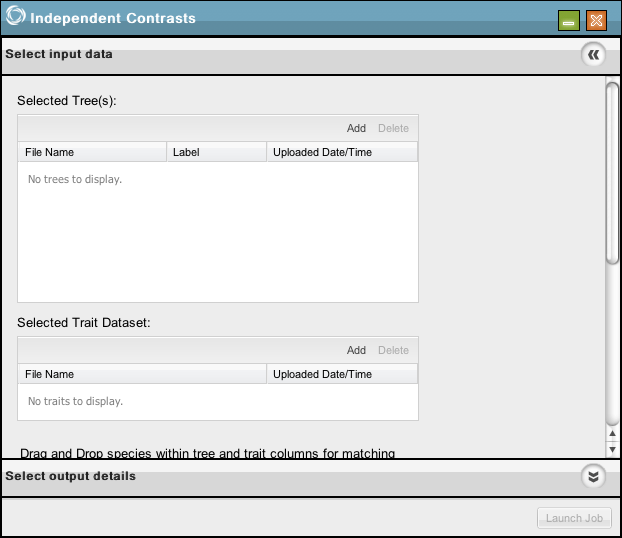 Independent Contrasts
Select input data
Selected Tree(s):
Add Delete
File Name Label Uploaded Date/Time
No trees to display.
Selected Trait Dataset:
Add Delete
File Name Uploaded Date/Time
No traits to display.
Drag and Drop species within tree and trait columns for matching
Select output details
Launch Job